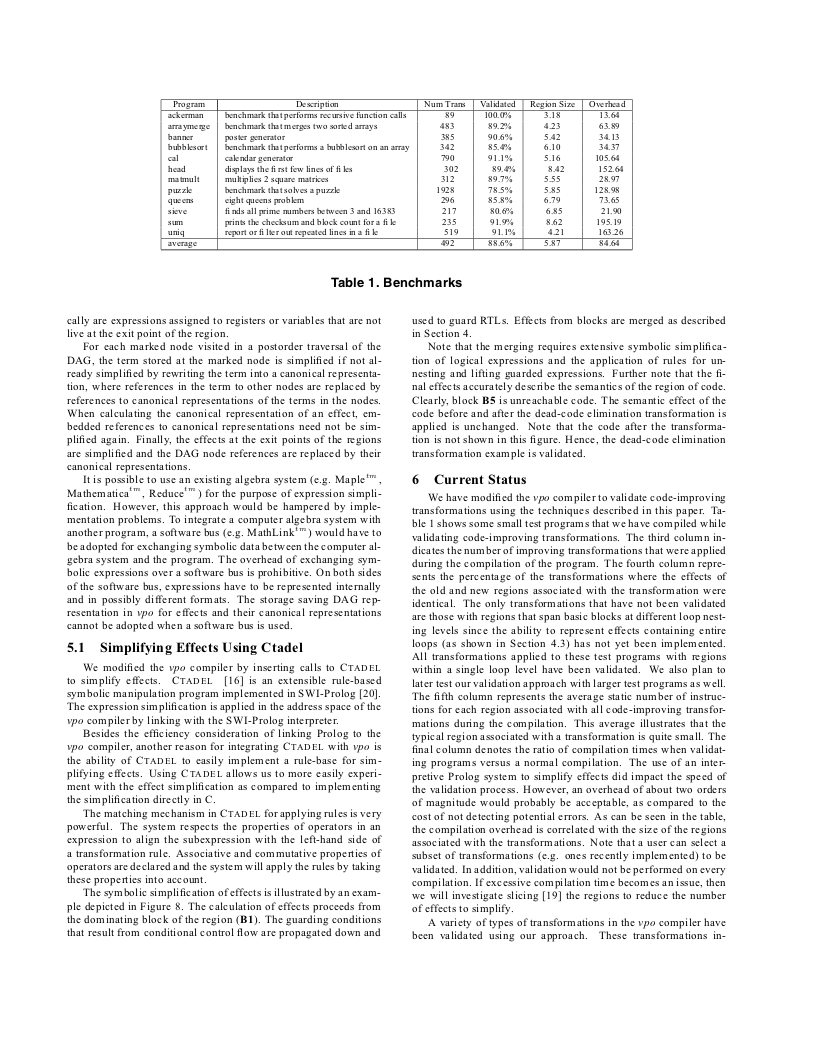 Program Description Num Trans Validated Region Size Overhead
ackerman benchmark that performs recursive function calls 89 100.0% 3.18 13.64
arraymerge benchmark that merges two sorted arrays 483 89.2% 4.23 63.89
banner poster generator 385 90.6% 5.42 34.13
bubblesort benchmark that performs a bubblesort on an array 342 85.4% 6.10 34.37
cal calendar generator 790 91.1% 5.16 105.64
head displays the first few lines of files 302 89.4% 8.42 152.64
matmult multiplies 2 square matrices 312 89.7% 5.55 28.97
puzzle benchmark that solves a puzzle 1928 78.5% 5.85 128.98
queens eight queens problem 296 85.8% 6.79 73.65
sieve finds all prime numbers between 3 and 16383 217 80.6% 6.85 21.90
sum prints the checksum and block count for a file 235 91.9% 8.62 195.19
uniq report or filter out repeated lines in a file 519 91.1% 4.21 163.26
average 492 88.6% 5.87 84.64
Table 1. Benchmarks
cally are expressions assigned to registers or variables that are not
live at the exit point of the region.
For each marked node visited in a postorder traversal of the
DAG, the term stored at the marked node is simplified if not al-
ready simplified by rewriting the term into a canonical representa-
tion, where references in the term to other nodes are replaced by
references to canonical representations of the terms in the nodes.
When calculating the canonical representation of an effect, em-
bedded references to canonical representations need not be sim-
plified again. Finally, the effects at the exit points of the regions
are simplified and the DAG node references are replaced by their
canonical representations.
It is possible to use an existing algebra system (e.g. Maple tm,
Mathematica tm, Reduce tm) for the purpose of expression simpli-
fication. However, this approach would be hampered by imple-
mentation problems. To integrate a computer algebra system with
another program, a software bus (e.g. MathLink tm) would have to
be adopted for exchanging symbolic data between the computer al-
gebra system and the program. The overhead of exchanging sym-
bolic expressions over a software bus is prohibitive. On both sides
of the software bus, expressions have to be represented internally
and in possibly different formats. The storage saving DAG rep-
resentation in vpo for effects and their canonical representations
cannot be adopted when a software bus is used.
5.1 Simplifying Effects Using Ctadel
We modified the vpo compiler by inserting calls to CTADEL
to simplify effects. CTADEL [16] is an extensible rule-based
symbolic manipulation program implemented in SWI-Prolog [20].
The expression simplification is applied in the address space of the
vpo compiler by linking with the SWI-Prolog interpreter.
Besides the efficiency consideration of linking Prolog to the
vpo compiler, another reason for integrating CTADEL with vpo is
the ability of CTADEL to easily implement a rule-base for sim-
plifying effects. Using CTADEL allows us to more easily experi-
ment with the effect simplification as compared to implementing
the simplification directly in C.
The matching mechanism in CTADEL for applying rules is very
powerful. The system respects the properties of operators in an
expression to align the subexpression with the left-hand side of
a transformation rule. Associative and commutative properties of
operators are declared and the system will apply the rules by taking
these properties into account.
The symbolic simplification of effects is illustrated by an exam-
ple depicted in Figure 8. The calculation of effects proceeds from
the dominating block of the region (B1). The guarding conditions
that result from conditional control flow are propagated down and
used to guard RTLs. Effects from blocks are merged as described
in Section 4.
Note that the merging requires extensive symbolic simplifica-
tion of logical expressions and the application of rules for un-
nesting and lifting guarded expressions. Further note that the fi-
nal effects accurately describe the semantics of the region of code.
Clearly, block B5 is unreachable code. The semantic effect of the
code before and after the dead-code elimination transformation is
applied is unchanged. Note that the code after the transforma-
tion is not shown in this figure. Hence, the dead-code elimination
transformation example is validated.
6 Current Status
We have modified the vpo compiler to validate code-improving
transformations using the techniques described in this paper. Ta-
ble 1 shows some small test programs that we have compiled while
validating code-improving transformations. The third column in-
dicates the number of improving transformations that were applied
during the compilation of the program. The fourth column repre-
sents the percentage of the transformations where the effects of
the old and new regions associated with the transformation were
identical. The only transformations that have not been validated
are those with regions that span basic blocks at different loop nest-
ing levels since the ability to represent effects containing entire
loops (as shown in Section 4.3) has not yet been implemented.
All transformations applied to these test programs with regions
within a single loop level have been validated. We also plan to
later test our validation approach with larger test programs as well.
The fifth column represents the average static number of instruc-
tions for each region associated with all code-improving transfor-
mations during the compilation. This average illustrates that the
typical region associated with a transformation is quite small. The
final column denotes the ratio of compilation times when validat-
ing programs versus a normal compilation. The use of an inter-
pretive Prolog system to simplify effects did impact the speed of
the validation process. However, an overhead of about two orders
of magnitude would probably be acceptable, as compared to the
cost of not detecting potential errors. As can be seen in the table,
the compilation overhead is correlated with the size of the regions
associated with the transformations. Note that a user can select a
subset of transformations (e.g. ones recently implemented) to be
validated. In addition, validation would not be performed on every
compilation. If excessive compilation time becomes an issue, then
we will investigate slicing [19] the regions to reduce the number
of effects to simplify.
A variety of types of transformations in the vpo compiler have
been validated using our approach. These transformations in-